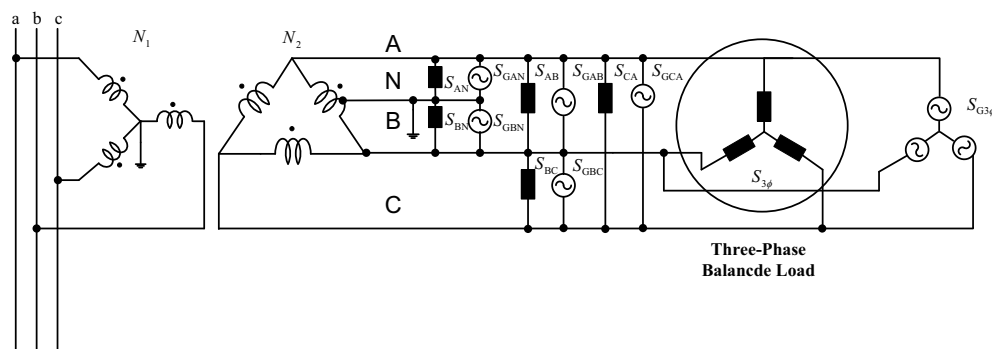 a b c
N1 N2 A
N
B
C
SAN SGAN SAB SGAB SCA SGCA
SBN SGBN
SBC SGBC
S3ϕ
SG3ϕ
Three-Phase
Balancde Load